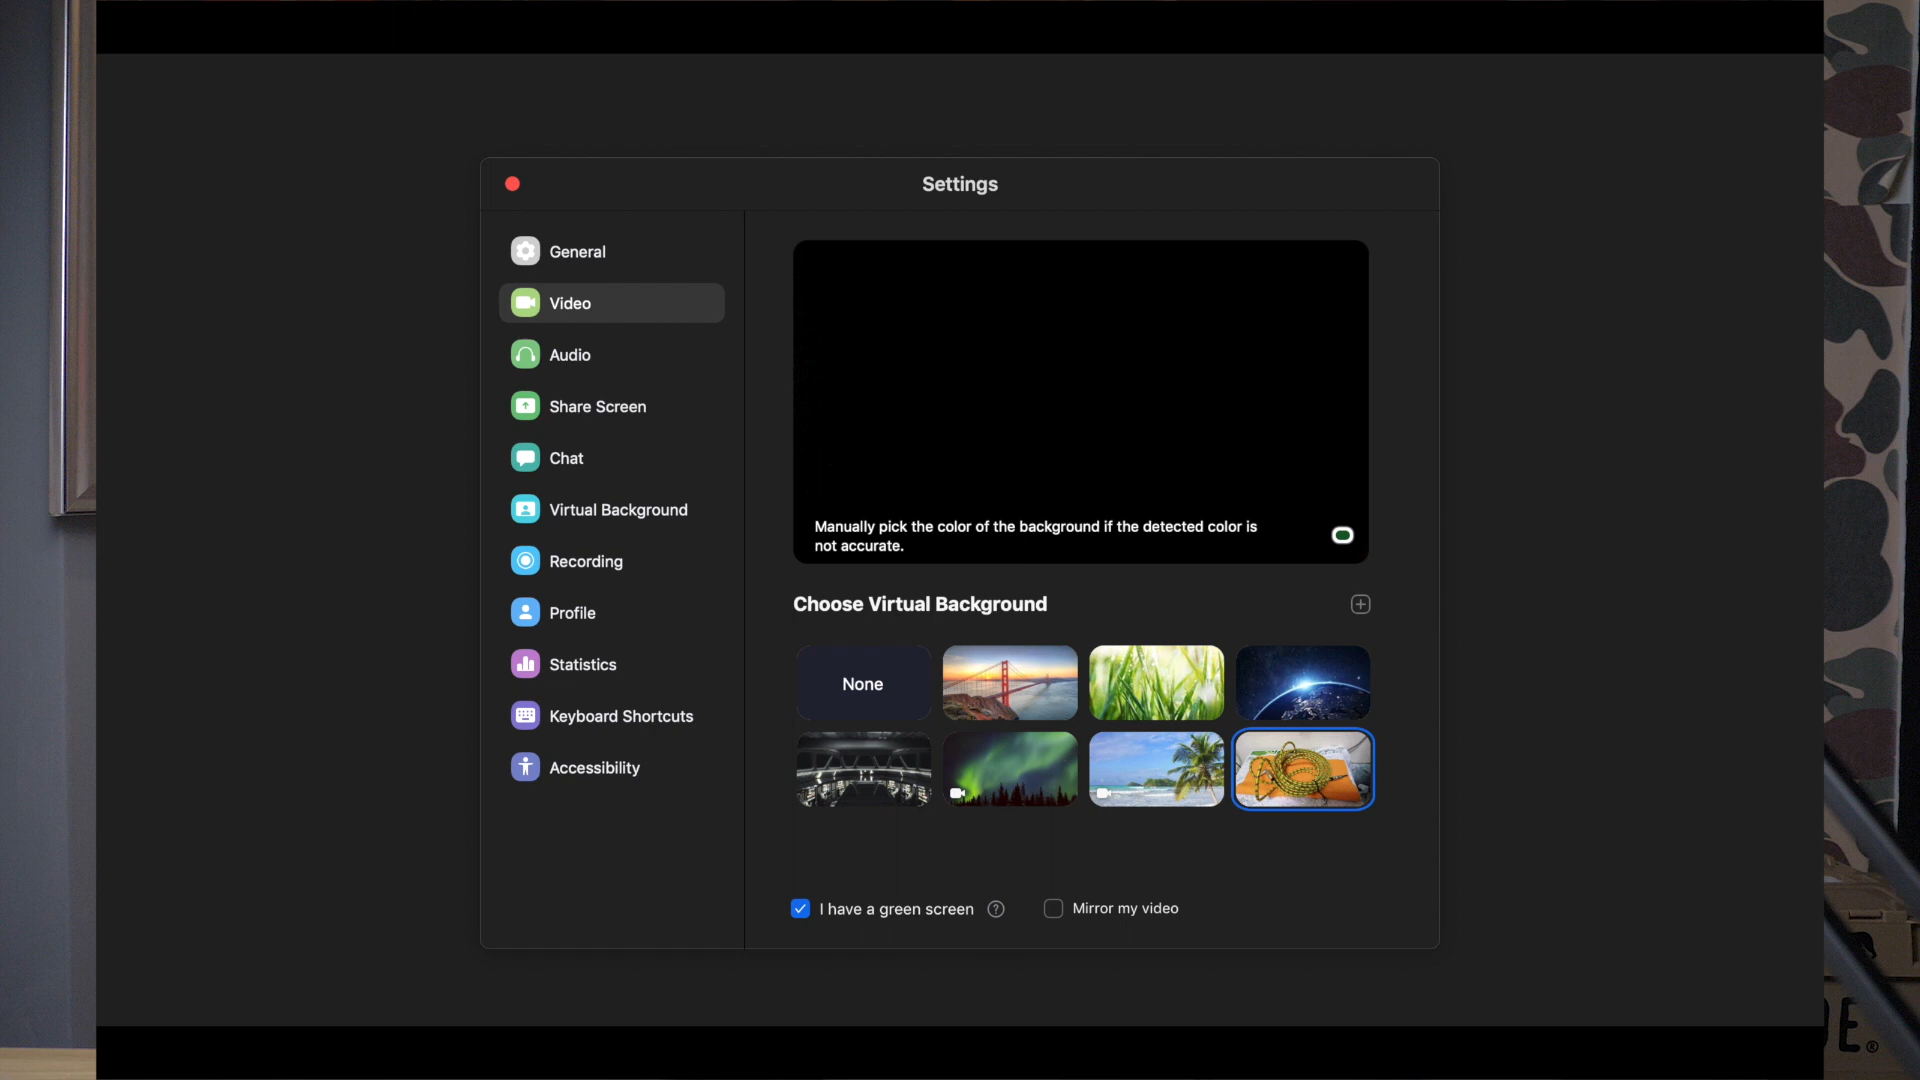 Settings
General
Video
Audio
Share Screen
Chat
Virtual Background
Recording
Profile
Statistics
Keyboard Shortcuts
Accessibility
Manually pick the color of the background if the detected color is
not accurate.
Choose Virtual Background
None
I have a green screen
Mirror my video
E.®